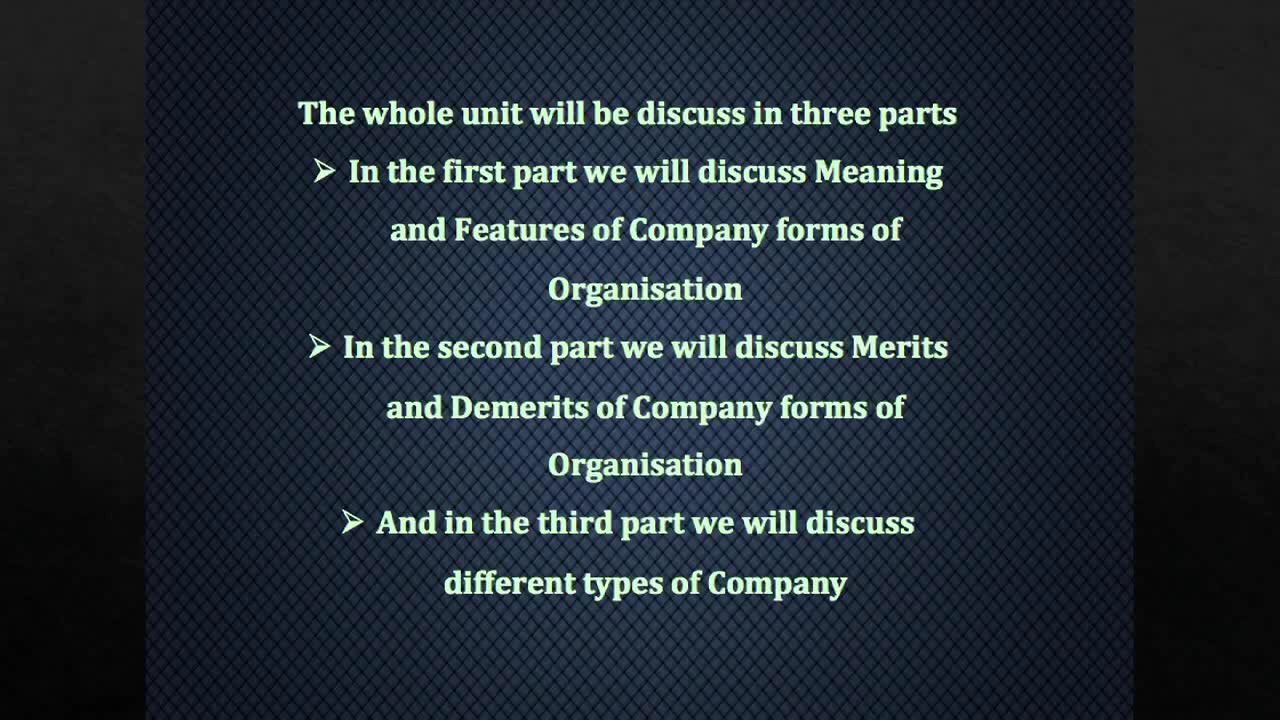 The whole unit will be discuss in three parts
➢ In the first part we will discuss Meaning
and Features of Company forms of
Organisation
➢ In the second part we will discuss Merits
and Demerits of Company forms of
Organisation
➢ And in the third part we will discuss
different types of Company